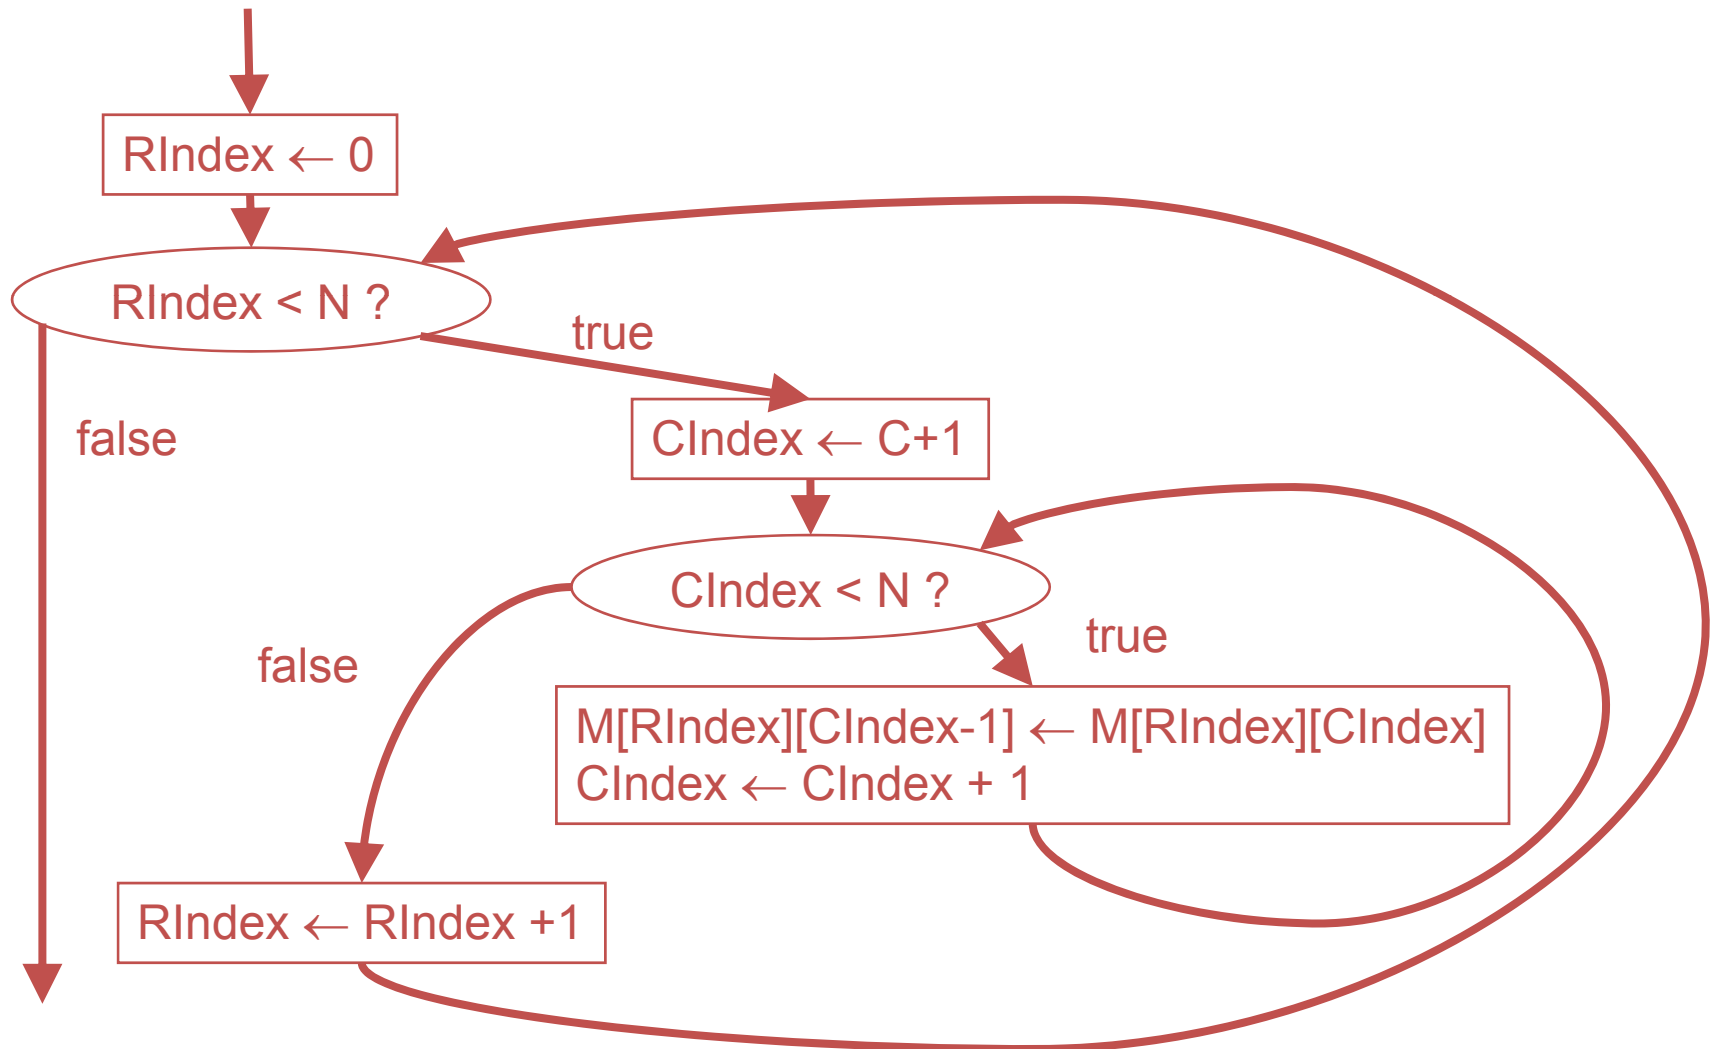 RIndex ← 0
RIndex < N ?
true
false
CIndex ← C+1
CIndex < N ?
true
false
M[RIndex][CIndex-1] ← M[RIndex][CIndex]
CIndex ← CIndex + 1
RIndex ← RIndex +1